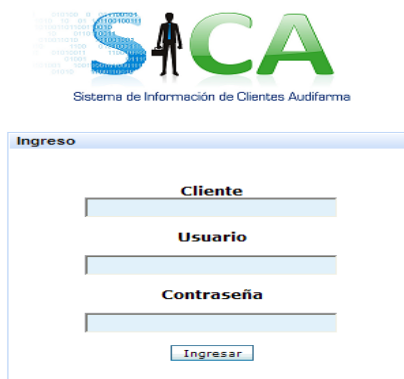 SICA
Sistema de Información de Clientes Audifarma
Ingreso
Cliente
Usuario
Contraseña
Ingresar